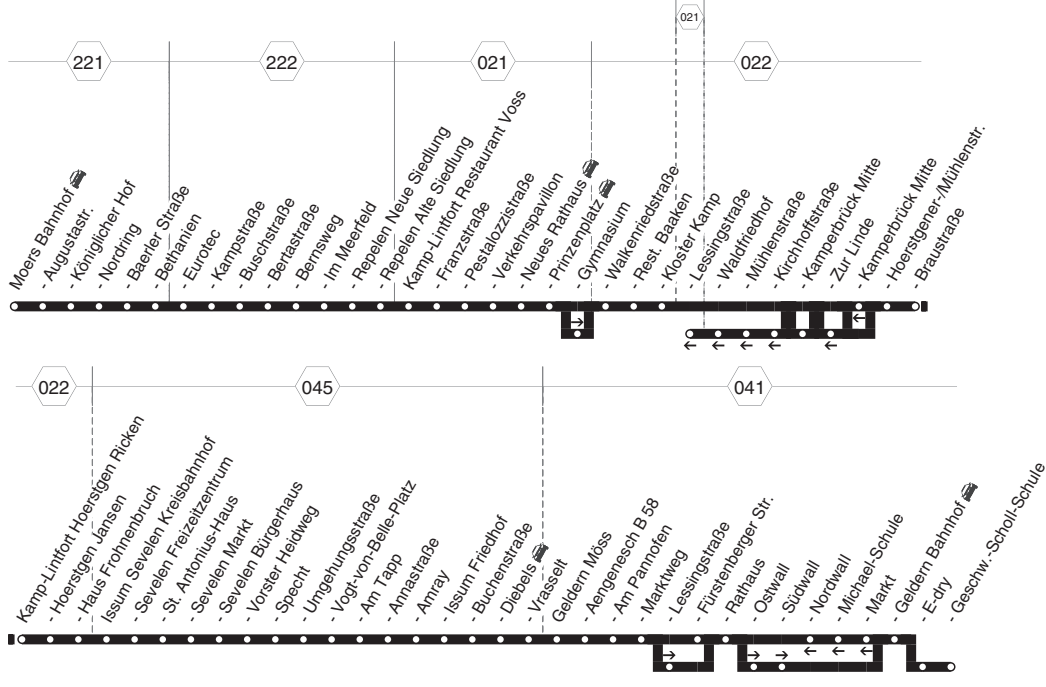 021
221
222
021
022
Moers Bahnhof
- Augustastr.
- Königlicher Hof
- Nordring
- Baerler Straße
- Bethanien
- Eurotec
- Kampstraße
- Buschstraße
- Bertastraße
- Bernsweg
- Im Meerfeld
- Repelen Neue Siedlung
- Repelen Alte Siedlung
Kamp-Lintfort Restaurant Voss
- Franzstraße
- Pestalozzistraße
- Verkehrspavillon
- Neues Rathaus
- Prinzenplatz
- Gymnasium
- Walkenriedstraße
- Rest. Baaken
- Kloster Kamp
- Lessingstraße
- Waldfriedhof
- Mühlenstraße
- Kirchhoffstraße
- Kamperbrück Mitte
- Zur Linde
- Kamperbrück Mitte
- Hoerstgener-/Mühlenstr.
- Braustraße
022
045
041
Kamp-Lintfort Hoerstgen Ricken
- Hoerstgen Jansen
- Haus Frohnenbruch
Issum Sevelen Kreisbahnhof
- Sevelen Freizeitzentrum
- St. Antonius-Haus
- Sevelen Markt
- Sevelen Bürgerhaus
- Vorster Heidweg
- Specht
- Umgehungsstraße
- Vogt-von-Belle-Platz
- Am Tapp
- Annastraße
- Amray
- Issum Friedhof
- Buchenstraße
- Diebels
- Vrasselt
Geldern Möss
- Aengenesch B 58
- Am Pannofen
- Marktweg
- Lessingstraße
- Fürstenberger Str.
- Rathaus
- Ostwall
- Südwall
- Nordwall
- Michael-Schule
- Markt
- Geldern Bahnhof
- E-dry
- Geschw.-Scholl-Schule